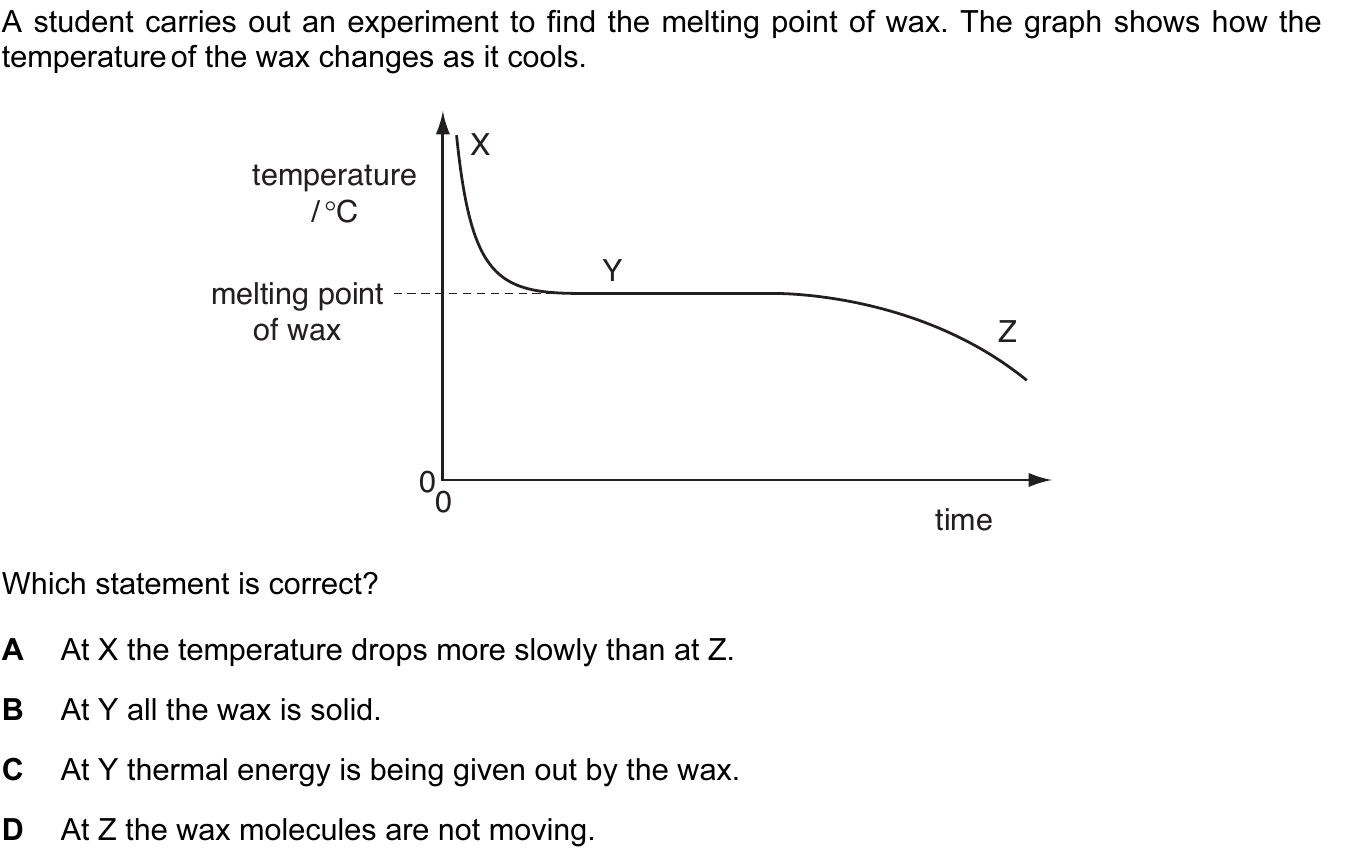 A student carries out an experiment to find the melting point of wax. The graph shows how the
temperature of the wax changes as it cools.
X
temperature
/ °C
Y
melting point
of wax
Z
0
0
time
Which statement is correct?
A At X the temperature drops more slowly than at Z.
B At Y all the wax is solid.
C At Y thermal energy is being given out by the wax.
D At Z the wax molecules are not moving.